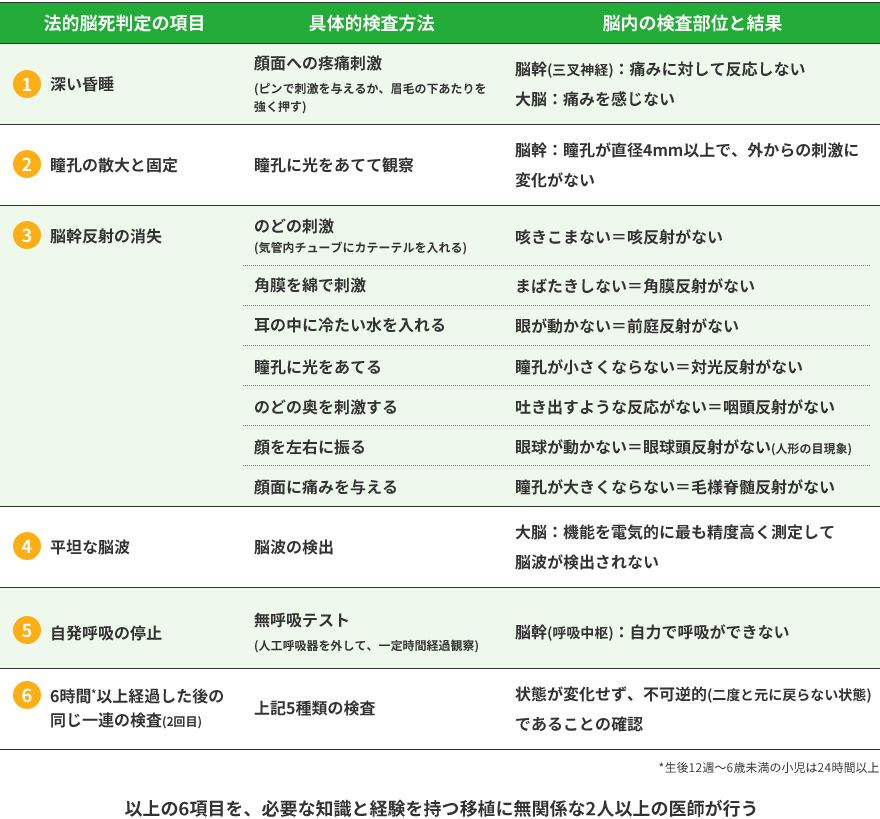 法的脳死判定の項目 具体的検査方法 脳内の検査部位と結果
1 深い昏睡
顔面への疼痛刺激
(ピンで刺激を与えるか、眉毛の下あたりを
強く押す)
脳幹(三叉神経)：痛みに対して反応しない
大脳：痛みを感じない
2 瞳孔の散大と固定
瞳孔に光をあてて観察
脳幹：瞳孔が直径4mm以上で、外からの刺激に
変化がない
3 脳幹反射の消失
のどの刺激
(気管内チューブにカテーテルを入れる)
咳きこまない＝咳反射がない
角膜を綿で刺激
まばたきしない＝角膜反射がない
耳の中に冷たい水を入れる
眼が動かない＝前庭反射がない
瞳孔に光をあてる
瞳孔が小さくならない＝対光反射がない
のどの奥を刺激する
吐き出すような反応がない＝咽頭反射がない
顔を左右に振る
眼球が動かない＝眼球頭反射がない(人形の目現象)
顔面に痛みを与える
瞳孔が大きくならない＝毛様脊髄反射がない
4 平坦な脳波
脳波の検出
大脳：機能を電気的に最も精度高く測定して
脳波が検出されない
5 自発呼吸の停止
無呼吸テスト
(人工呼吸器を外して、一定時間経過観察)
脳幹(呼吸中枢)：自力で呼吸ができない
6 6時間*以上経過した後の
同じ一連の検査(2回目)
上記5種類の検査
状態が変化せず、不可逆的(二度と元に戻らない状態)
であることの確認
*生後12週〜6歳未満の小児は24時間以上
以上の6項目を、必要な知識と経験を持つ移植に無関係な2人以上の医師が行う